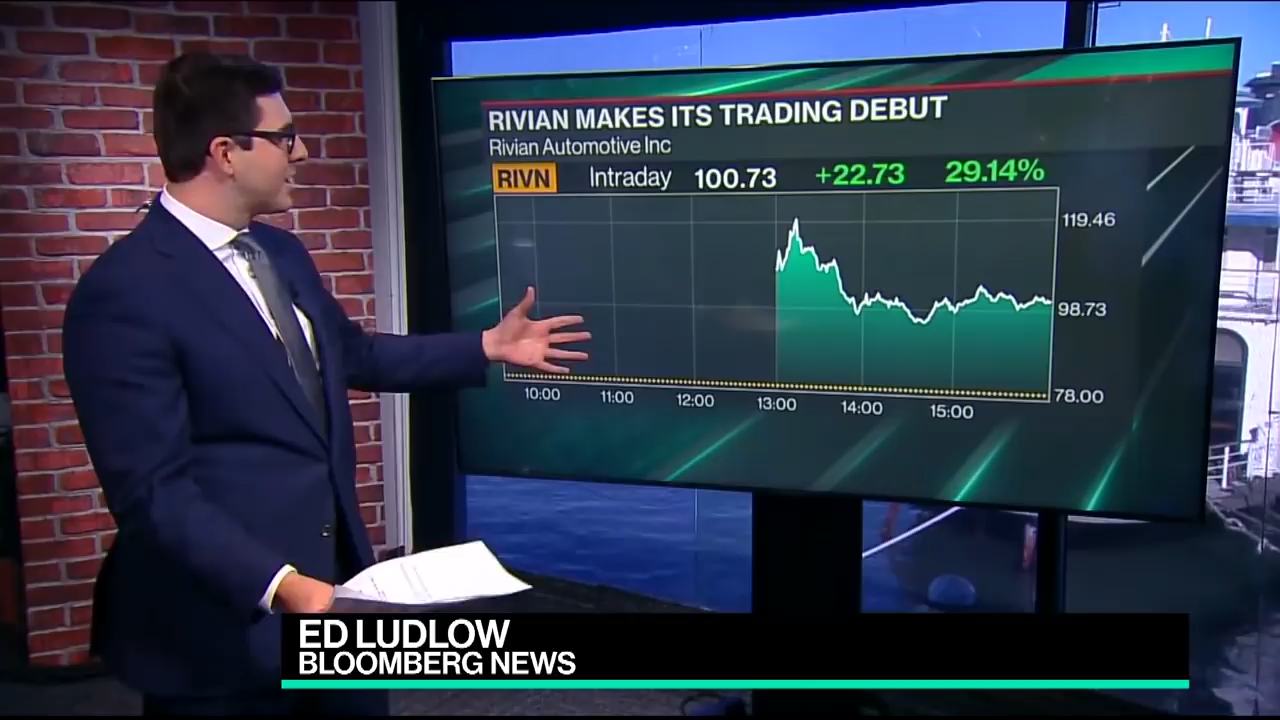 RIVIAN MAKES ITS TRADING DEBUT
Rivian Automotive Inc
RIVN Intraday 100.73 +22.73 29.14%
119.46
98.73
78.00
10:00 11:00 12:00 13:00 14:00 15:00
ED LUDLOW
BLOOMBERG NEWS